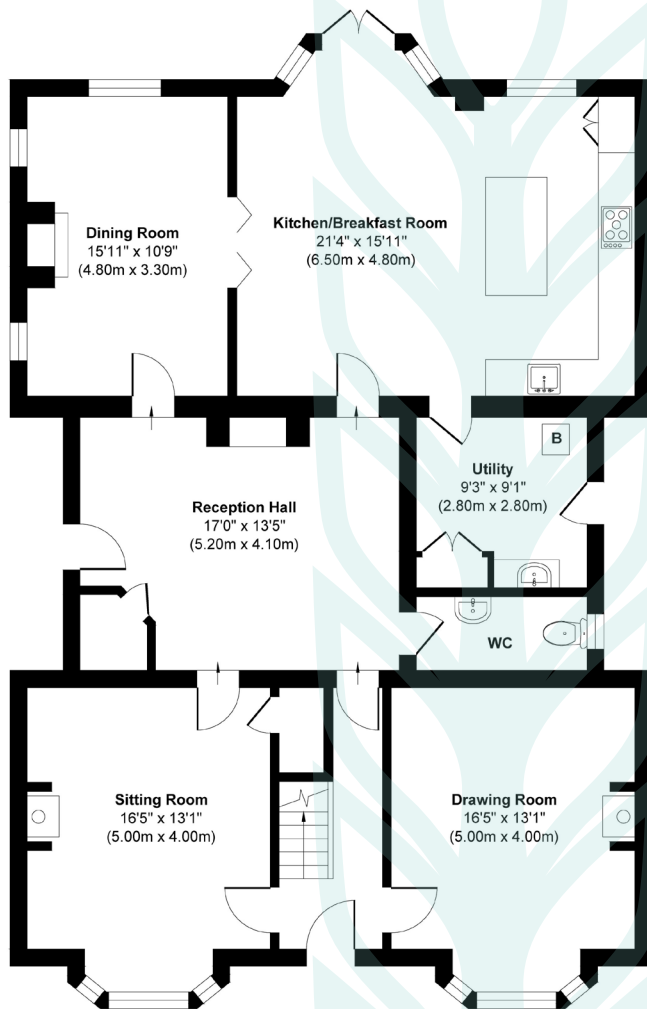 Dining Room
15'11" x 10'9"
(4.80m x 3.30m)
Kitchen/Breakfast Room
21'4" x 15'11"
(6.50m x 4.80m)
B
Utility
9'3" x 9'1"
(2.80m x 2.80m)
Reception Hall
17'0" x 13'5"
(5.20m x 4.10m)
WC
Sitting Room
16'5" x 13'1"
(5.00m x 4.00m)
Drawing Room
16'5" x 13'1"
(5.00m x 4.00m)